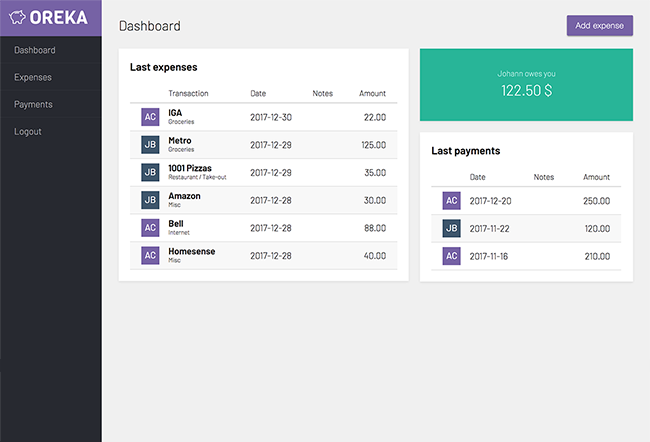 OREKA
Dashboard
Expenses
Payments
Logout
Dashboard
Add expense
Last expenses
Transaction Date Notes Amount
AC IGA 2017-12-30 22.00
Groceries
JB Metro 2017-12-29 125.00
Groceries
JB 1001 Pizzas 2017-12-29 35.00
Restaurant / Take-out
JB Amazon 2017-12-28 30.00
Misc
AC Bell 2017-12-28 88.00
Internet
AC Homesense 2017-12-28 40.00
Misc
Johann owes you
122.50 $
Last payments
Date Notes Amount
AC 2017-12-20 250.00
JB 2017-11-22 120.00
AC 2017-11-16 210.00